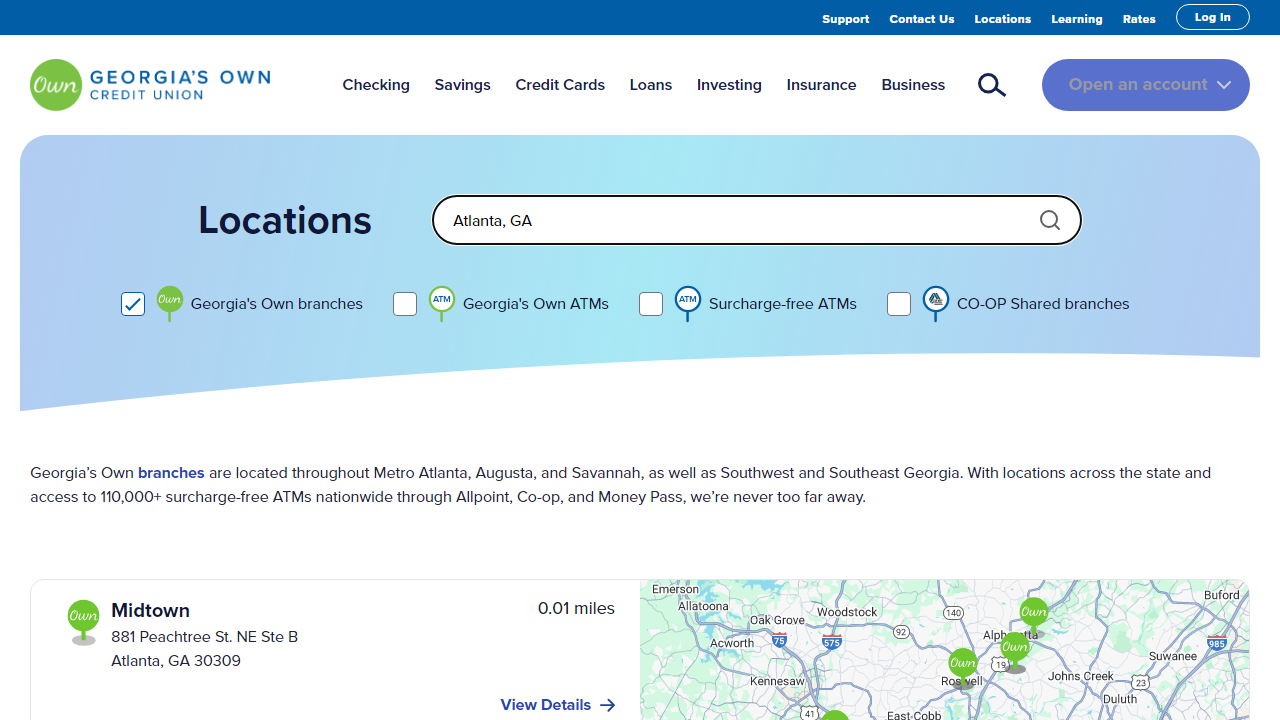 Support Contact Us Locations Learning Rates Log In
Own GEORGIA'S OWN
CREDIT UNION
Checking Savings Credit Cards Loans Investing Insurance Business Open an account
Locations
Atlanta, GA
Own Georgia's Own branches ATM Georgia's Own ATMs ATM Surcharge-free ATMs CO-OP Shared branches
Georgia’s Own branches are located throughout Metro Atlanta, Augusta, and Savannah, as well as Southwest and Southeast Georgia. With locations across the state and
access to 110,000+ surcharge-free ATMs nationwide through Allpoint, Co-op, and Money Pass, we’re never too far away.
Own Midtown 0.01 miles
881 Peachtree St. NE Ste B
Atlanta, GA 30309
View Details
Emerson
Allatoona
Woodstock
140
Own
Buford
Oak Grove
92
Acworth
75
575
Alpharetta
Own
985
Own
19
Suwanee
Kennesaw
Roswell
Johns Creek
23
Duluth
41
East Cobb